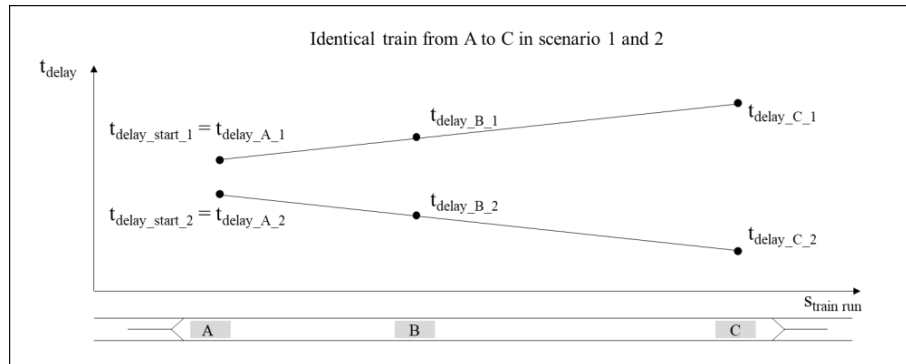 Identical train from A to C in scenario 1 and 2
t_delay
t_delay_start_1 = t_delay_A_1
t_delay_B_1
t_delay_C_1
t_delay_start_2 = t_delay_A_2
t_delay_B_2
t_delay_C_2
s_train run
A B C